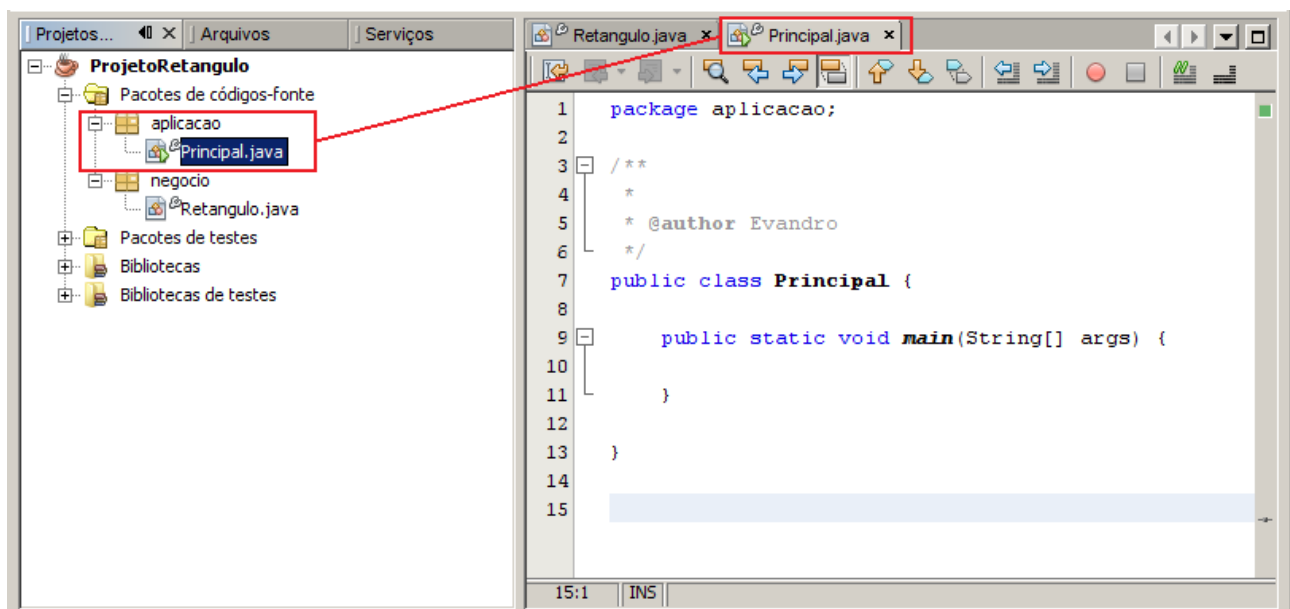 Projetos... Arquivos Serviços
ProjetoRetangulo
Pacotes de códigos-fonte
aplicacao
Principal.java
negocio
Retangulo.java
Pacotes de testes
Bibliotecas
Bibliotecas de testes
Retangulo.java Principal.java
1 package aplicacao;
2
3 /**
4 *
5 * @author Evandro
6 */
7 public class Principal {
8
9 public static void main(String[] args) {
10
11 }
12
13 }
14
15
15:1 INS